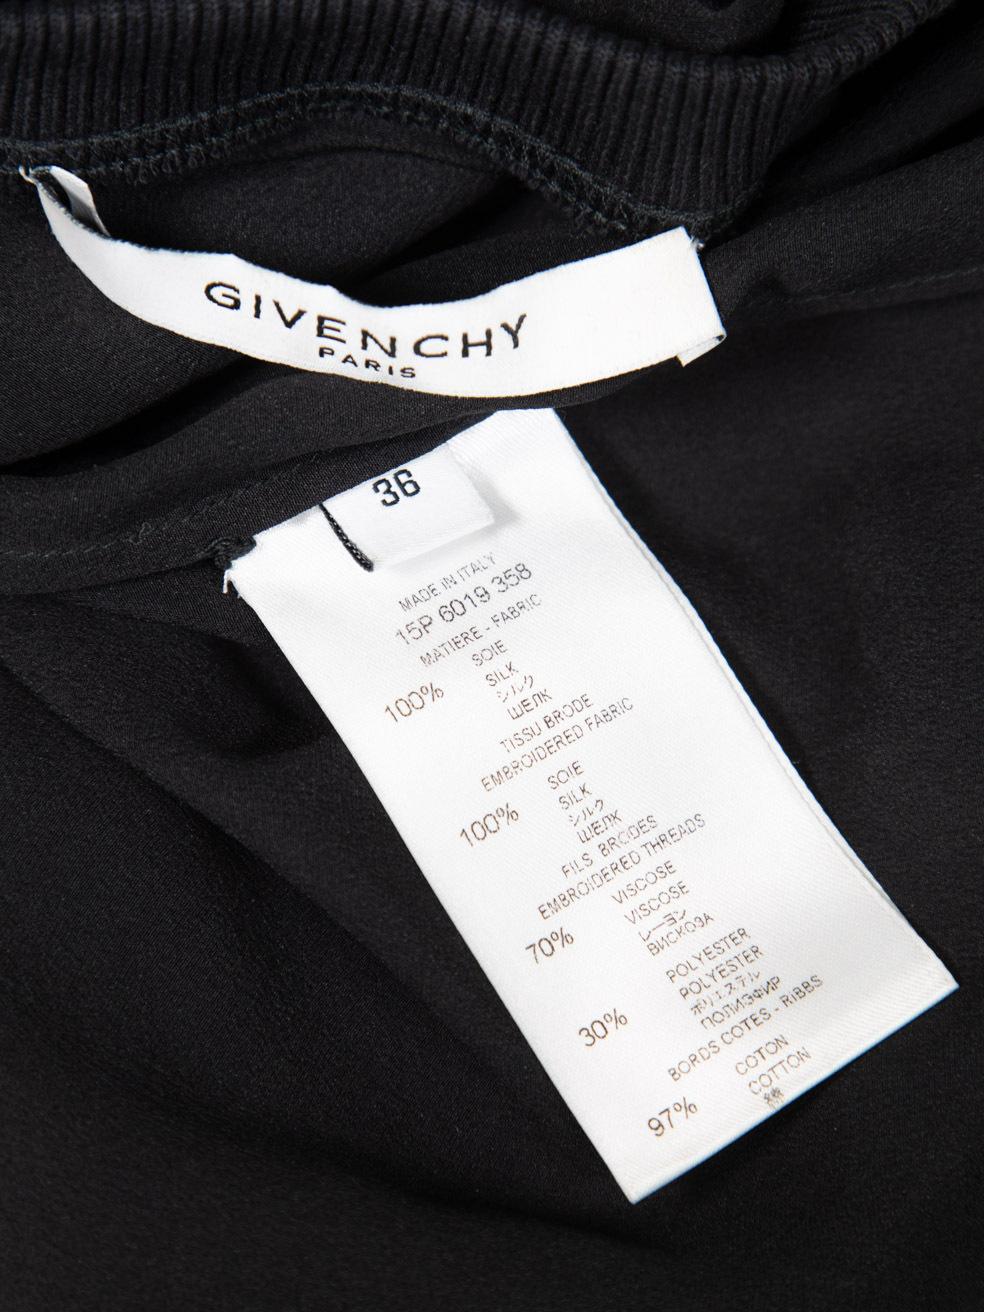 GIVENCHY
PARIS
36
MADE IN ITALY
15P 6019 358
MATIERE - FABRIC
100% SOIE
SILK
シルク
ШЕЛК
TISSU BRODE
EMBROIDERED FABRIC
100% SOIE
SILK
シルク
ШЕЛК
FILS BRODES
EMBROIDERED THREADS
70% VISCOSE
VISCOSE
レーヨン
ВИСКОЗА
30% POLYESTER
POLYESTER
ポリエステル
ПОЛИЭФИР
BORDS COTES - RIBBS
97% COTON
COTTON
綿